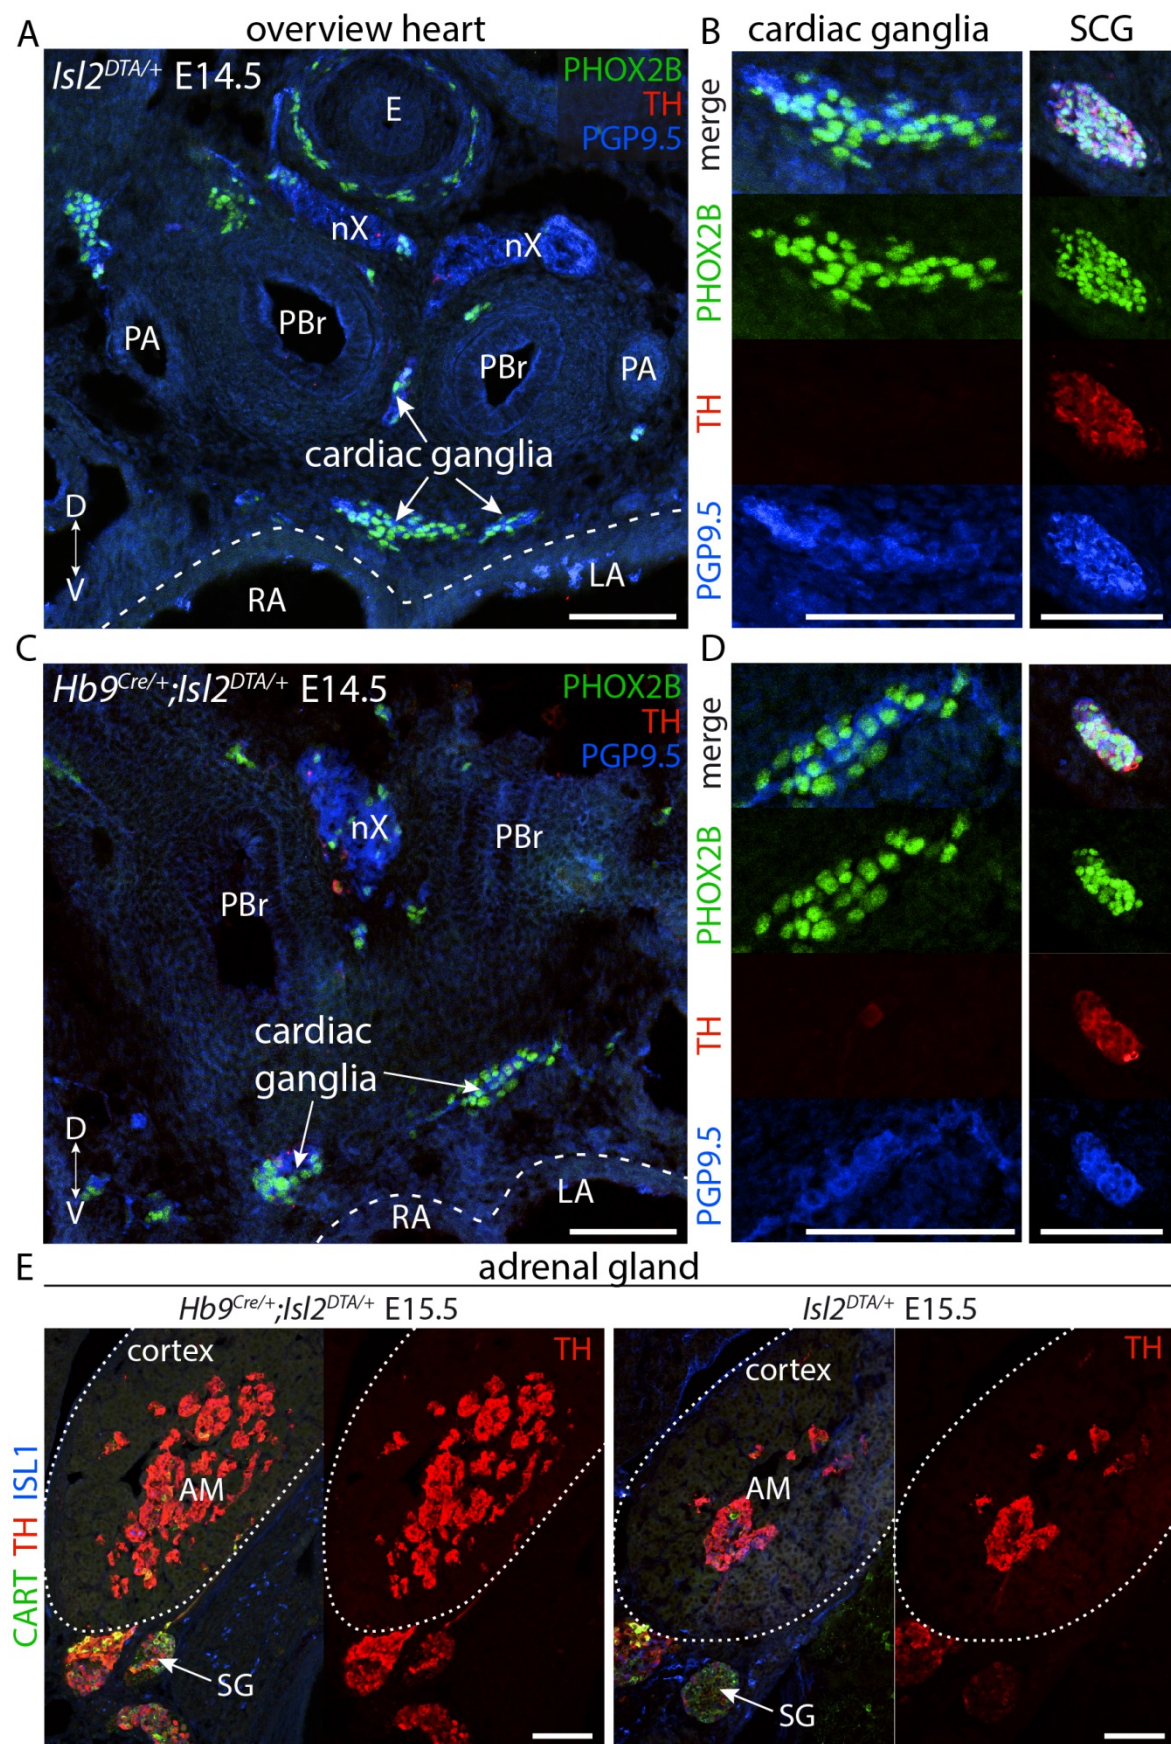 A
overview heart
Isl2DTA/+ E14.5
PHOX2B
TH
PGP9.5
E
nX
nX
PA
PBr
PBr
PA
cardiac ganglia
D
V
RA
LA
B
cardiac ganglia
SCG
merge
PHOX2B
TH
PGP9.5
C
Hb9Cre/+;Isl2DTA/+ E14.5
PHOX2B
TH
PGP9.5
nX
PBr
PBr
cardiac
ganglia
D
V
RA
LA
D
merge
PHOX2B
TH
PGP9.5
E
adrenal gland
Hb9Cre/+;Isl2DTA/+ E15.5
Isl2DTA/+ E15.5
CART TH ISL1
cortex
AM
SG
TH
cortex
AM
SG
TH